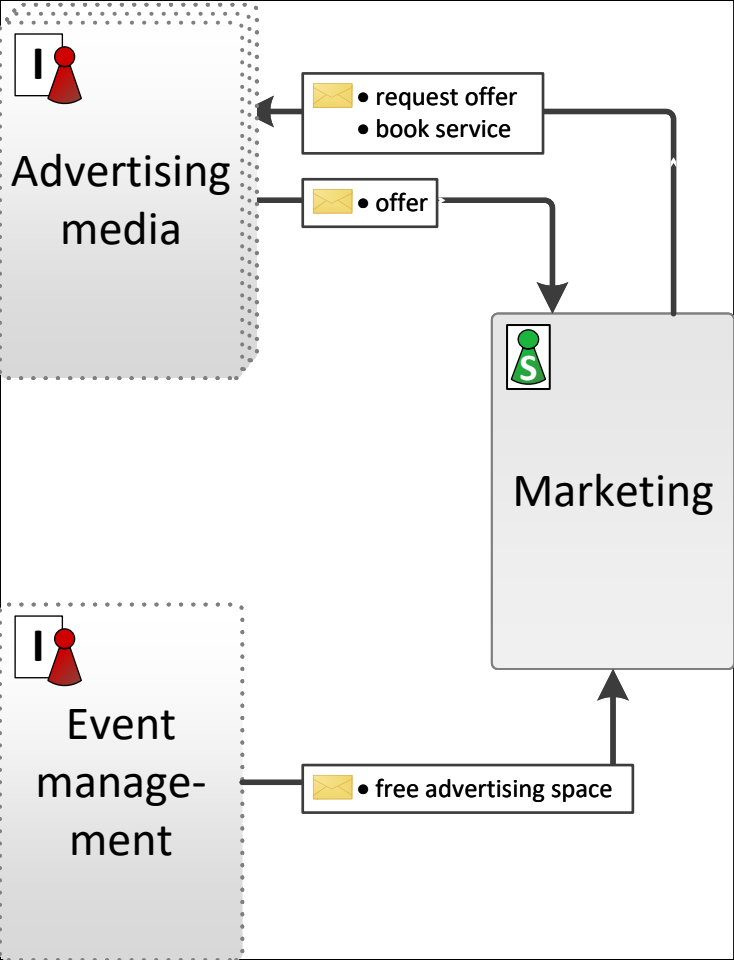 I
Advertising
media
• request offer
• book service
• offer
S
Marketing
I
Event
manage-
ment
• free advertising space